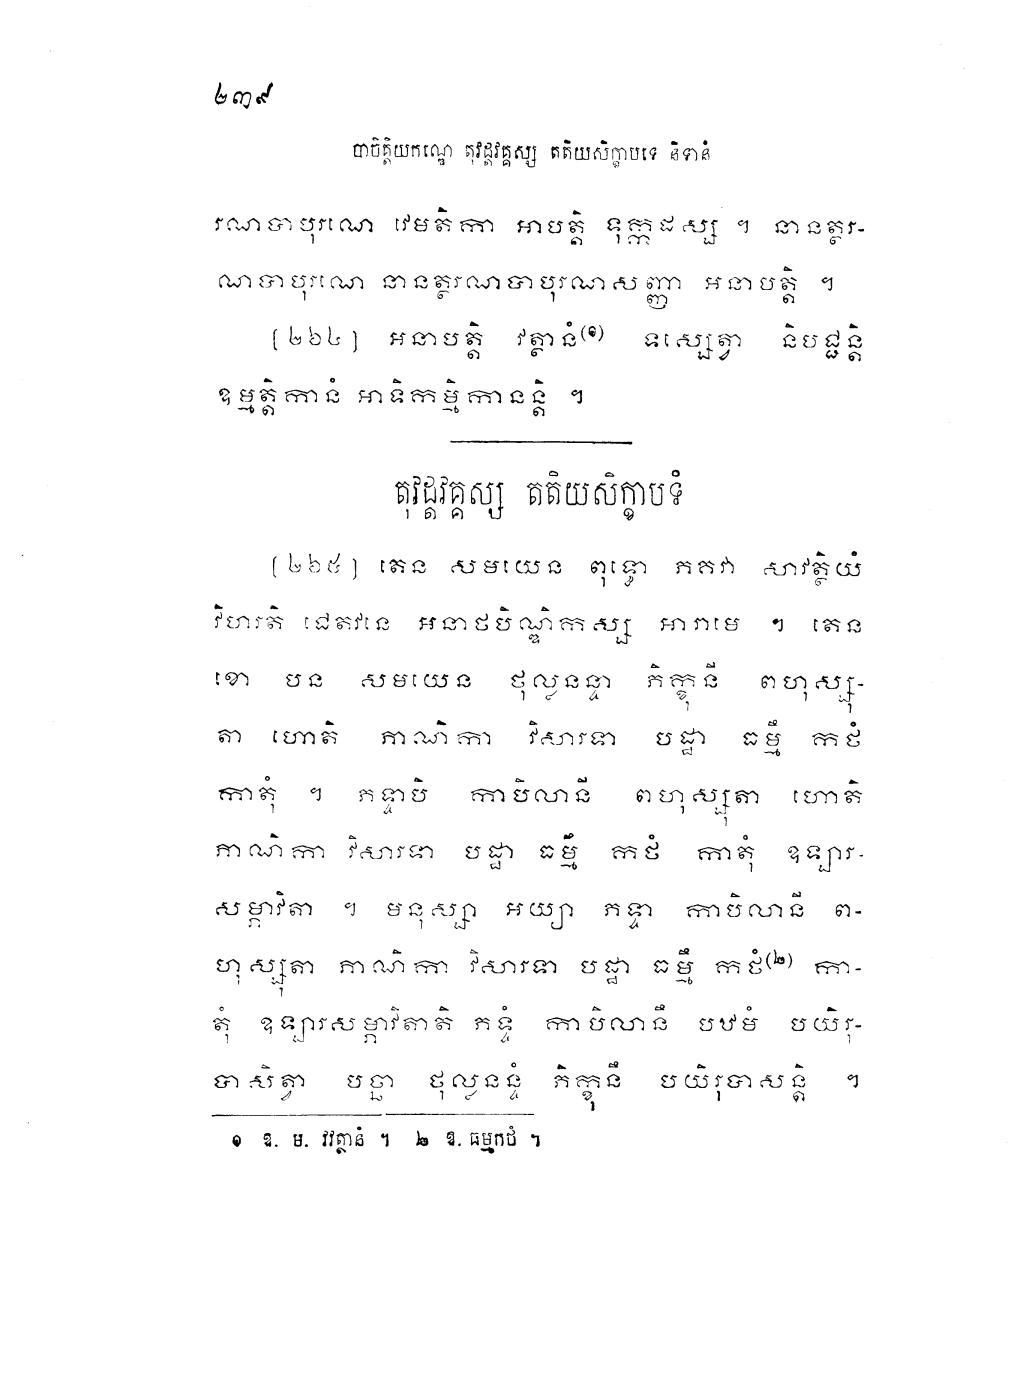 ២៣៩
បាចិត្តិយកណ្ឌេ តុវដ្តវគ្គស្ស តតិយសិក្ខាបទេ និទានំ
រណបាបុរណេ វេមតិកា អាបត្តិ ទុក្កដស្ស ។ នានត្ថរ-
ណបាបុរណេ នានត្ថរណបាបុរណសញ្ញា អនាបត្តិ ។
[២៦៤] អនាបត្តិ វត្ថានំ(១) ទស្សេត្វា និបជ្ជន្តិ
ឧម្មត្តិកានំ អាទិកម្មិកានន្តិ ។
តុវដ្តវគ្គស្ស តតិយសិក្ខាបទំ
[២៦៥] តេន សមយេន ពុទ្ធោ ភគវា សាវត្ថិយំ
វិហរតិ ជេតវនេ អនាថបិណ្ឌិកស្ស អារាមេ ។ តេន
ខោ បន សមយេន ថុល្លនន្ទា ភិក្ខុនី ពហុស្សុ-
តា ហោតិ ភាណិកា វិសារទា បដ្ឋា ធម្មឹ កថំ
កាតុំ ។ ភទ្ទាបិ កាបិលានី ពហុស្សុតា ហោតិ
ភាណិកា វិសារទា បដ្ឋា ធម្មឹ កថំ កាតុំ ឧឡារ-
សម្ភាវិតា ។ មនុស្សា អយ្យា ភទ្ទា កាបិលានី ព-
ហុស្សុតា ភាណិកា វិសារទា បដ្ឋា ធម្មឹ កថំ(២) កា-
តុំ ឧឡារសម្ភាវិតាតិ ភទ្ទំ កាបិលានឹ បឋមំ បយិរុ-
បាសិត្វា បច្ឆា ថុល្លនន្ទំ ភិក្ខុនឹ បយិរុបាសន្តិ ។
១ ឱ. ម. វវត្ថានំ ។ ២ ឱ. ធម្មកថំ ។